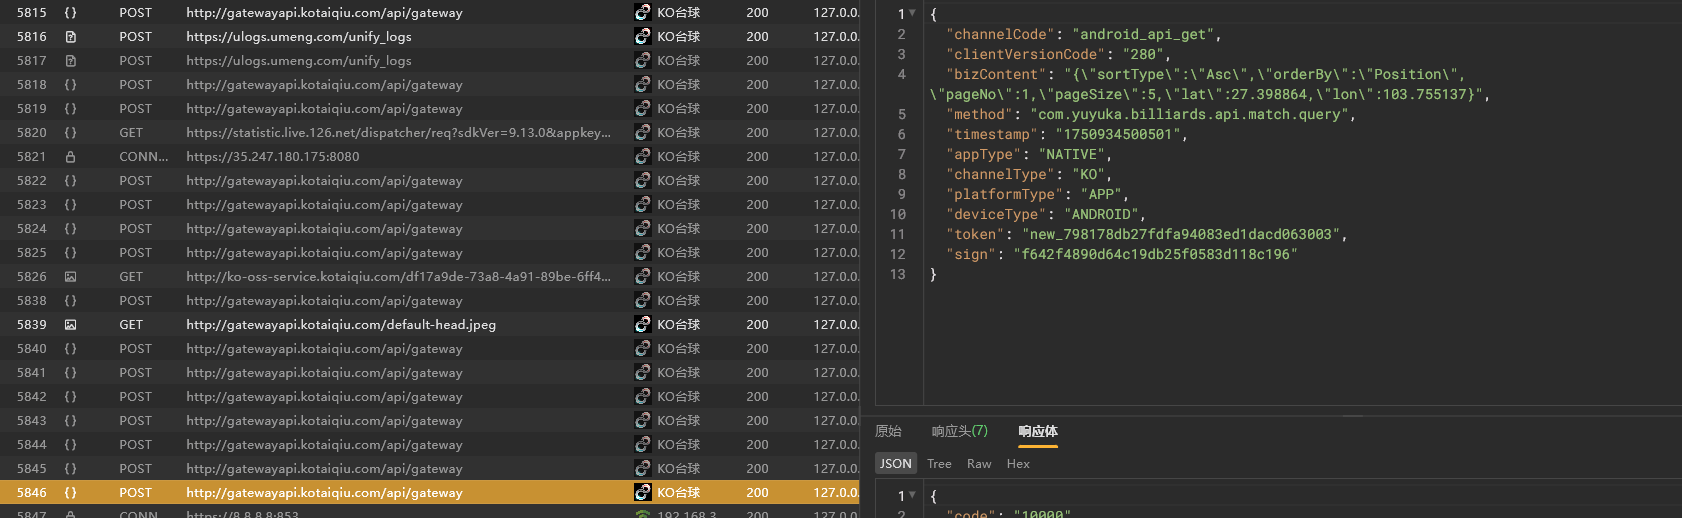 5815 {} POST http://gatewayapi.kotaiqiu.com/api/gateway KO台球 200 127.0.0.
5816 POST https://ulogs.umeng.com/unify_logs KO台球 200 127.0.0.
5817 POST https://ulogs.umeng.com/unify_logs KO台球 200 127.0.0.
5818 {} POST http://gatewayapi.kotaiqiu.com/api/gateway KO台球 200 127.0.0.
5819 {} POST http://gatewayapi.kotaiqiu.com/api/gateway KO台球 200 127.0.0.
5820 {} GET https://statistic.live.126.net/dispatcher/req?sdkVer=9.13.0&appkey... KO台球 200 127.0.0.
5821 CONN... https://35.247.180.175:8080 KO台球 200 127.0.0.
5822 {} POST http://gatewayapi.kotaiqiu.com/api/gateway KO台球 200 127.0.0.
5823 {} POST http://gatewayapi.kotaiqiu.com/api/gateway KO台球 200 127.0.0.
5824 {} POST http://gatewayapi.kotaiqiu.com/api/gateway KO台球 200 127.0.0.
5825 {} POST http://gatewayapi.kotaiqiu.com/api/gateway KO台球 200 127.0.0.
5826 GET http://ko-oss-service.kotaiqiu.com/df17a9de-73a8-4a91-89be-6ff4... KO台球 200 127.0.0.
5838 {} POST http://gatewayapi.kotaiqiu.com/api/gateway KO台球 200 127.0.0.
5839 GET http://gatewayapi.kotaiqiu.com/default-head.jpeg KO台球 200 127.0.0.
5840 {} POST http://gatewayapi.kotaiqiu.com/api/gateway KO台球 200 127.0.0.
5841 {} POST http://gatewayapi.kotaiqiu.com/api/gateway KO台球 200 127.0.0.
5842 {} POST http://gatewayapi.kotaiqiu.com/api/gateway KO台球 200 127.0.0.
5843 {} POST http://gatewayapi.kotaiqiu.com/api/gateway KO台球 200 127.0.0.
5844 {} POST http://gatewayapi.kotaiqiu.com/api/gateway KO台球 200 127.0.0.
5845 {} POST http://gatewayapi.kotaiqiu.com/api/gateway KO台球 200 127.0.0.
5846 {} POST http://gatewayapi.kotaiqiu.com/api/gateway KO台球 200 127.0.0.
5847 CONN https://8.8.8.8:853 192.168.3 200 127.0.0.
1 {
2 "channelCode": "android_api_get",
3 "clientVersionCode": "280",
4 "bizContent": "{\"sortType\":\"Asc\",\"orderBy\":\"Position\",
\"pageNo\":1,\"pageSize\":5,\"lat\":27.398864,\"lon\":103.755137}",
5 "method": "com.yuyuka.billiards.api.match.query",
6 "timestamp": "1750934500501",
7 "appType": "NATIVE",
8 "channelType": "KO",
9 "platformType": "APP",
10 "deviceType": "ANDROID",
11 "token": "new_798178db27fdfa94083ed1dacd063003",
12 "sign": "f642f4890d64c19db25f0583d118c196"
13 }
原始 响应头(7) 响应体
JSON Tree Raw Hex
1 {
2 "code": "10000"